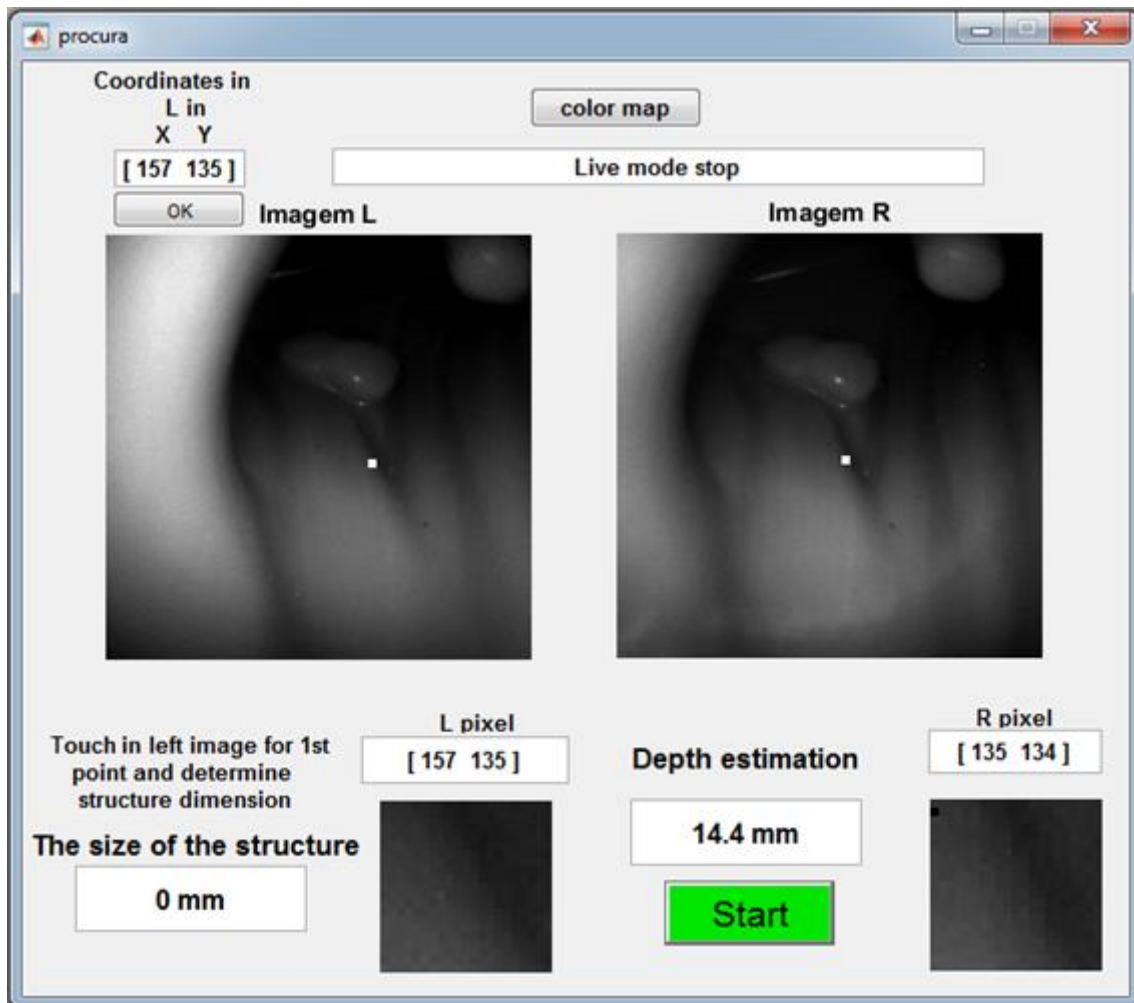 procura
Coordinates in
L in
X Y
[ 157 135 ]
OK
color map
Live mode stop
Imagem L
Imagem R
Touch in left image for 1st
point and determine
structure dimension
The size of the structure
0 mm
L pixel
[ 157 135 ]
Depth estimation
14.4 mm
Start
R pixel
[ 135 134 ]